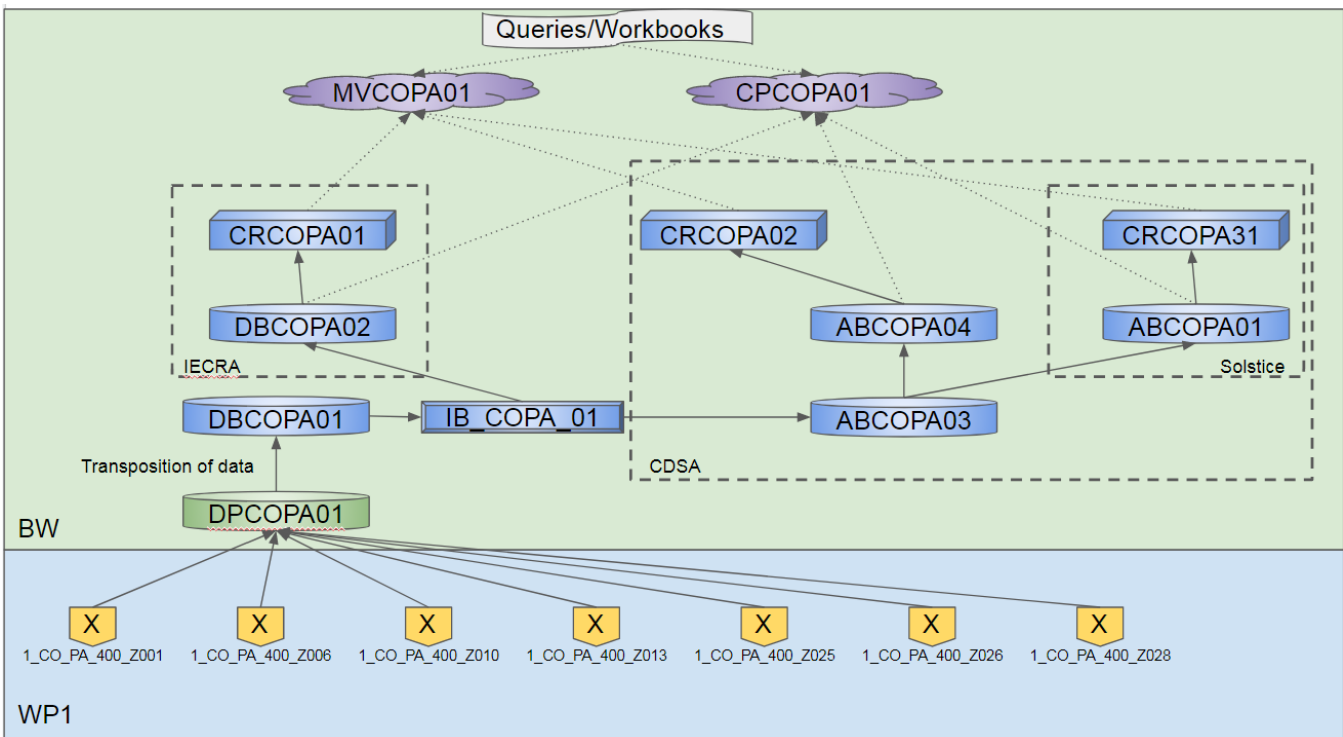 Queries/Workbooks
MVCOPA01
CPCOPA01
CRCOPA01
CRCOPA02
CRCOPA31
DBCOPA02
ABCOPA04
ABCOPA01
IECRA
Solstice
DBCOPA01
IB_COPA_01
ABCOPA03
Transposition of data
CDSA
DPCOPA01
BW
X
X
X
X
X
X
X
1_CO_PA_400_Z001
1_CO_PA_400_Z006
1_CO_PA_400_Z010
1_CO_PA_400_Z013
1_CO_PA_400_Z025
1_CO_PA_400_Z026
1_CO_PA_400_Z028
WP1